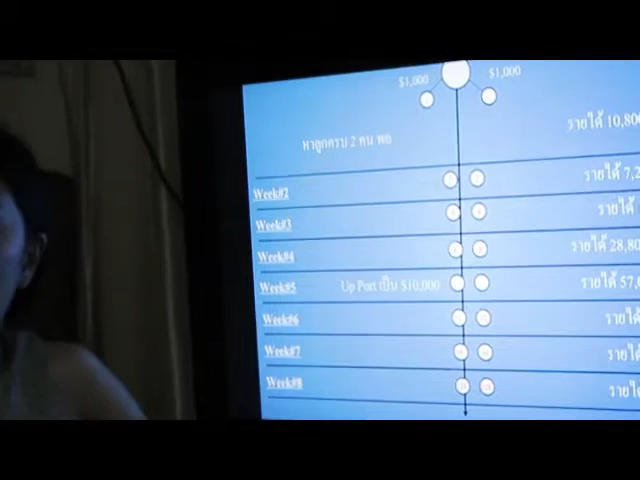 $1,000 $1,000
หาลูกครบ 2 คน พอ
รายได้ 10,80
Week#2 รายได้ 7,2
Week#3 รายได้
Week#4 รายได้ 28,80
Week#5 Up Port เป็น $10,000 รายได้ 57,
Week#6 รายได้
Week#7 รายได้
Week#8 รายได้